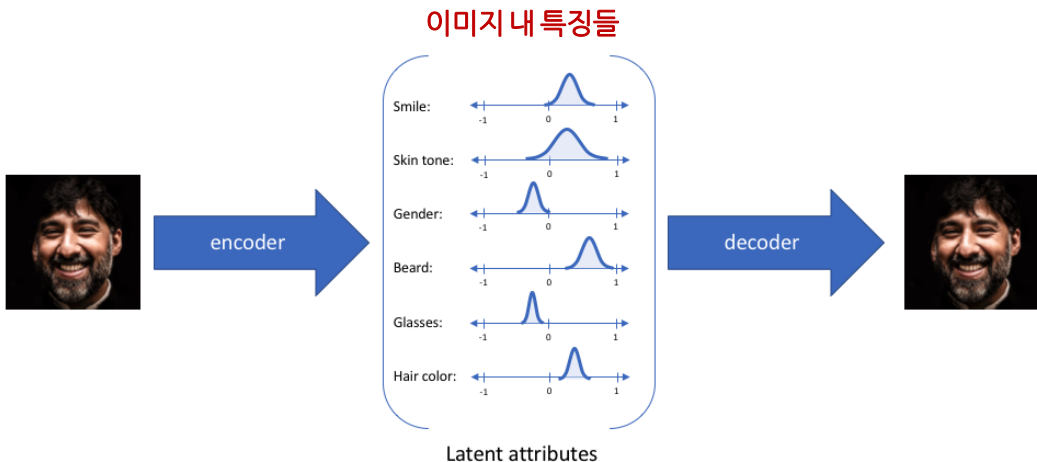 이미지 내 특징들
Smile:
-1 0 1
Skin tone:
-1 0 1
Gender:
-1 0 1
Beard:
-1 0 1
Glasses:
-1 0 1
Hair color:
-1 0 1
encoder
decoder
Latent attributes